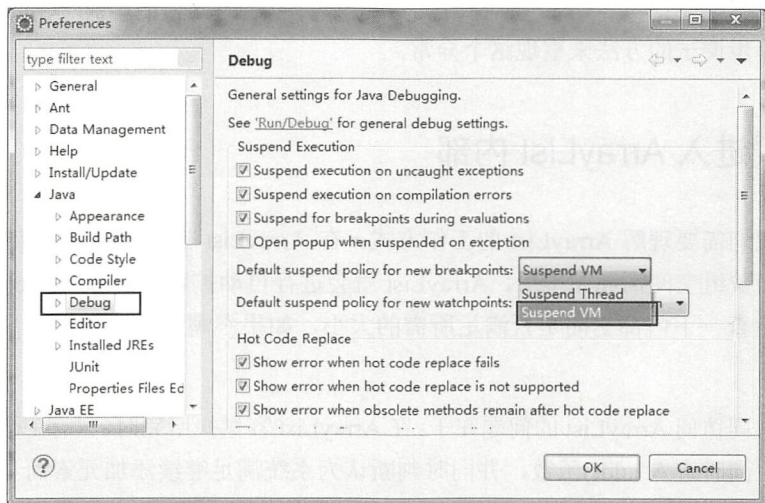 Preferences
type filter text
General
Ant
Data Management
Help
Install/Update
Java
Appearance
Build Path
Code Style
Compiler
Debug
Editor
Installed JREs
JUnit
Properties Files Ed
Java EE
Debug
General settings for Java Debugging.
See 'Run/Debug' for general debug settings.
Suspend Execution
Suspend execution on uncaught exceptions
Suspend execution on compilation errors
Suspend for breakpoints during evaluations
Open popup when suspended on exception
Default suspend policy for new breakpoints: Suspend VM
Suspend Thread
Default suspend policy for new watchpoints:
Suspend VM
Hot Code Replace
Show error when hot code replace fails
Show error when hot code replace is not supported
Show error when obsolete methods remain after hot code replace
OK
Cancel